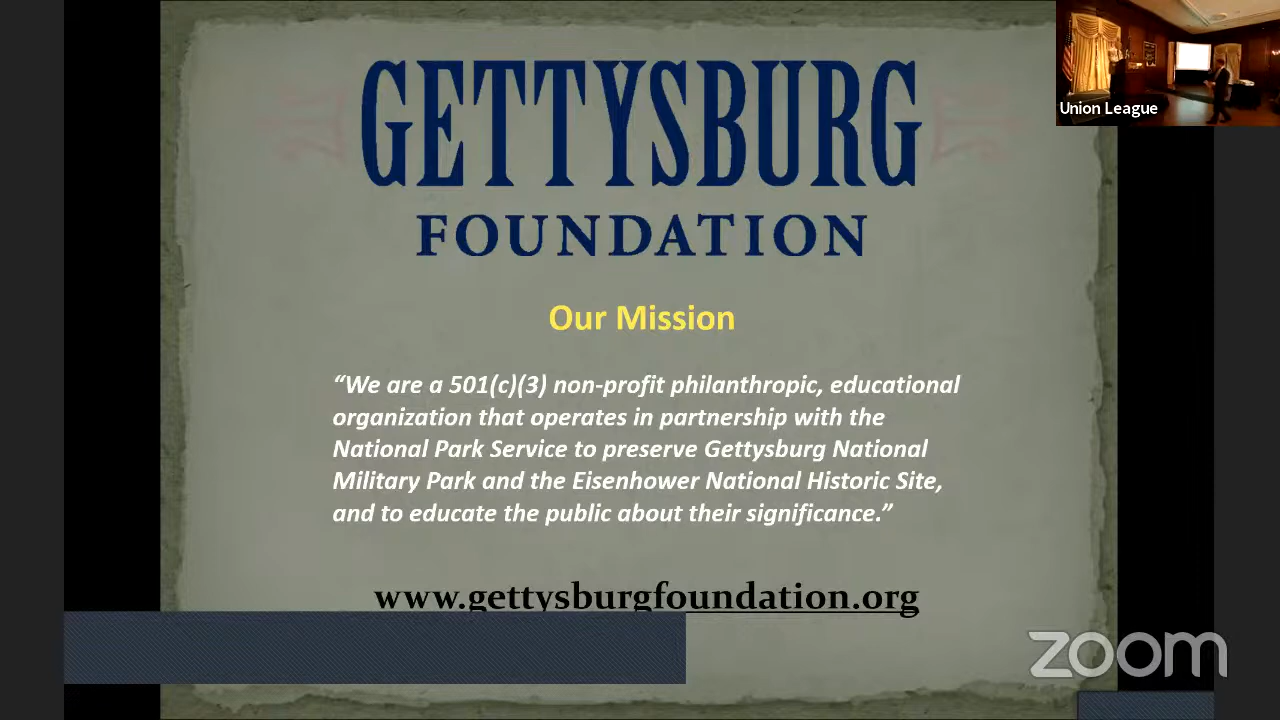 GETTYSBURG
Union League
FOUNDATION
Our Mission
“We are a 501(c)(3) non-profit philanthropic, educational
organization that operates in partnership with the
National Park Service to preserve Gettysburg National
Military Park and the Eisenhower National Historic Site,
and to educate the public about their significance.”
www.gettysburgfoundation.org
zoom